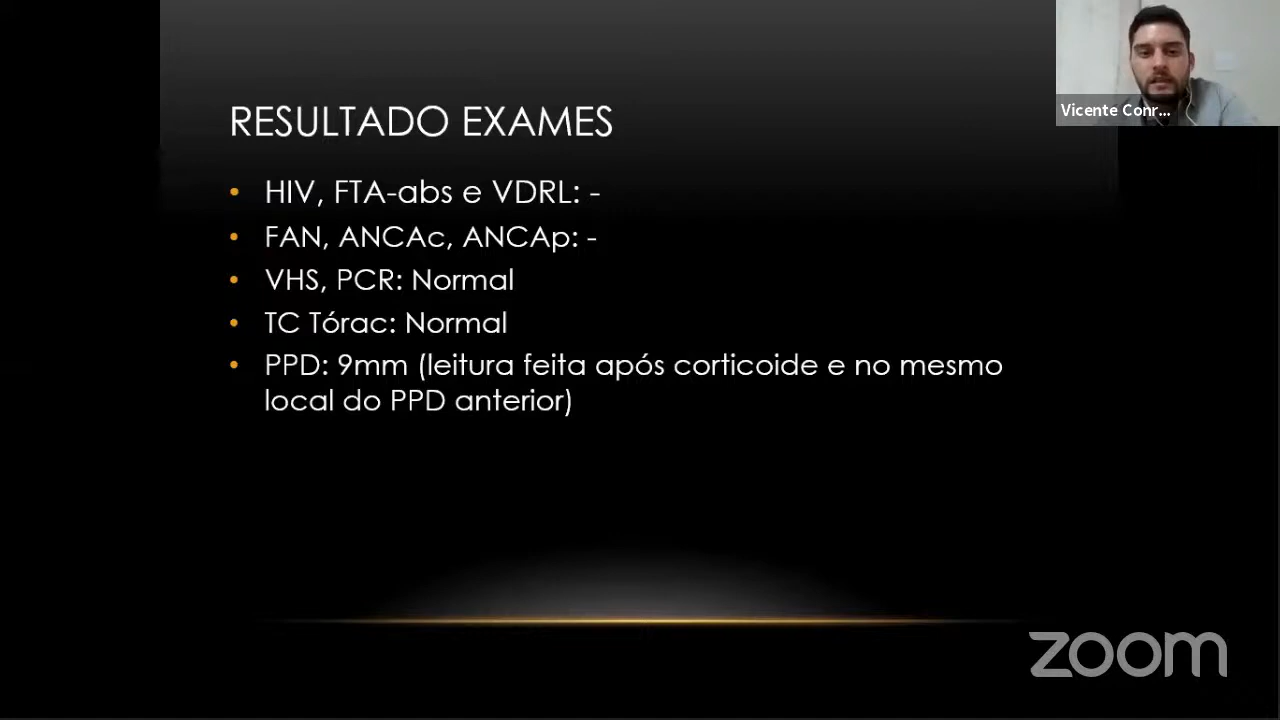 Vicente Conr...
RESULTADO EXAMES
• HIV, FTA-abs e VDRL: -
• FAN, ANCAc, ANCAp: -
• VHS, PCR: Normal
• TC Tórac: Normal
• PPD: 9mm (leitura feita após corticoide e no mesmo
local do PPD anterior)
zoom